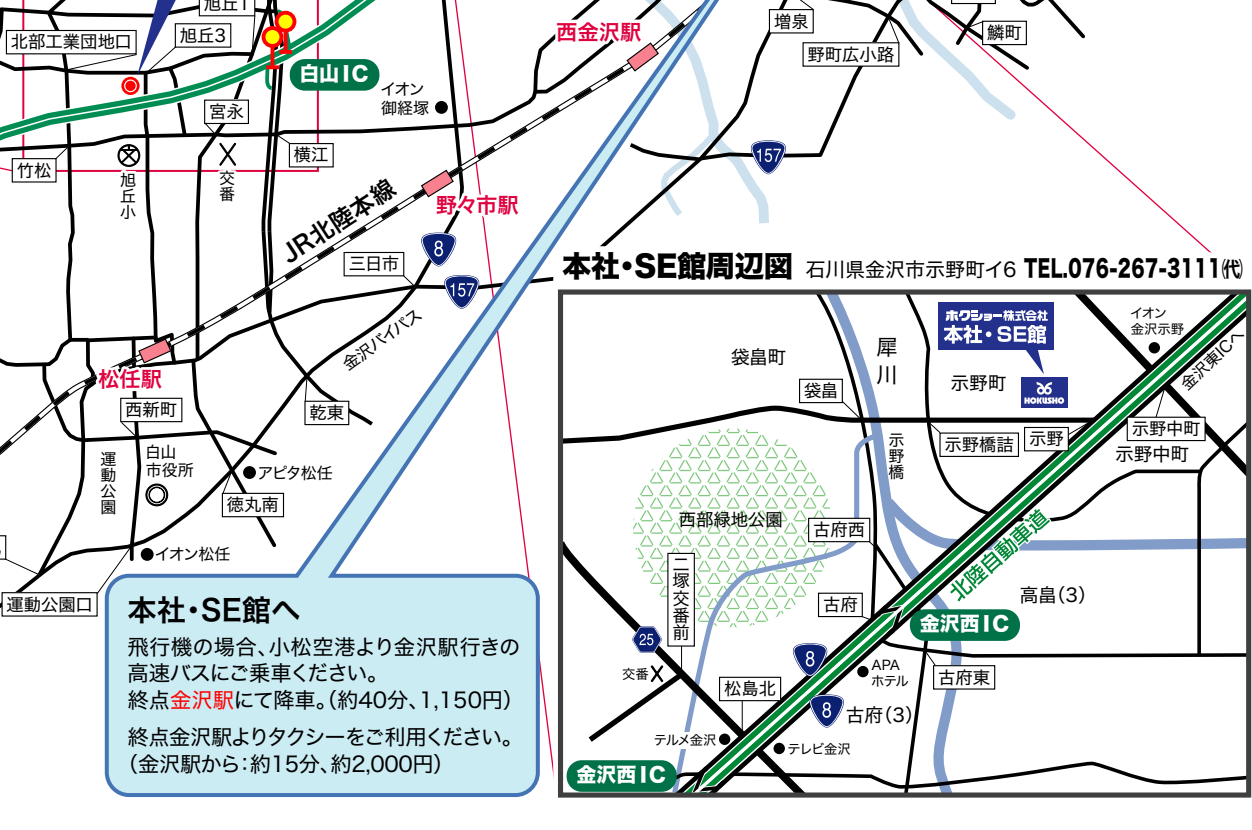 旭丘1
北部工業団地口
旭丘3
白山IC
宮永
竹松
旭丘小
交番
横江
イオン
御経塚
西金沢駅
増泉
野町広小路
鱗町
157
JR北陸本線
野々市駅
8
三日市
157
金沢バイパス
松任駅
西新町
乾東
運動公園
白山
市役所
アピタ松任
徳丸南
イオン松任
運動公園口
本社・SE館へ
飛行機の場合、小松空港より金沢駅行きの
高速バスにご乗車ください。
終点金沢駅にて降車。(約40分、1,150円)
終点金沢駅よりタクシーをご利用ください。
(金沢駅から:約15分、約2,000円)
本社・SE館周辺図 石川県金沢市示野町イ6 TEL.076-267-3111㈹
ホクショー株式会社
本社・SE館
イオン
金沢示野
金沢東ICへ
袋畠町
犀川
示野町
HOKUSHO
袋畠
示野橋
示野橋詰
示野
示野中町
示野中町
西部緑地公園
古府西
北陸自動車道
二塚交番前
古府
高畠(3)
金沢西IC
25
8
交番
APA
ホテル
古府東
松島北
8
古府(3)
テルメ金沢
テレビ金沢
金沢西IC